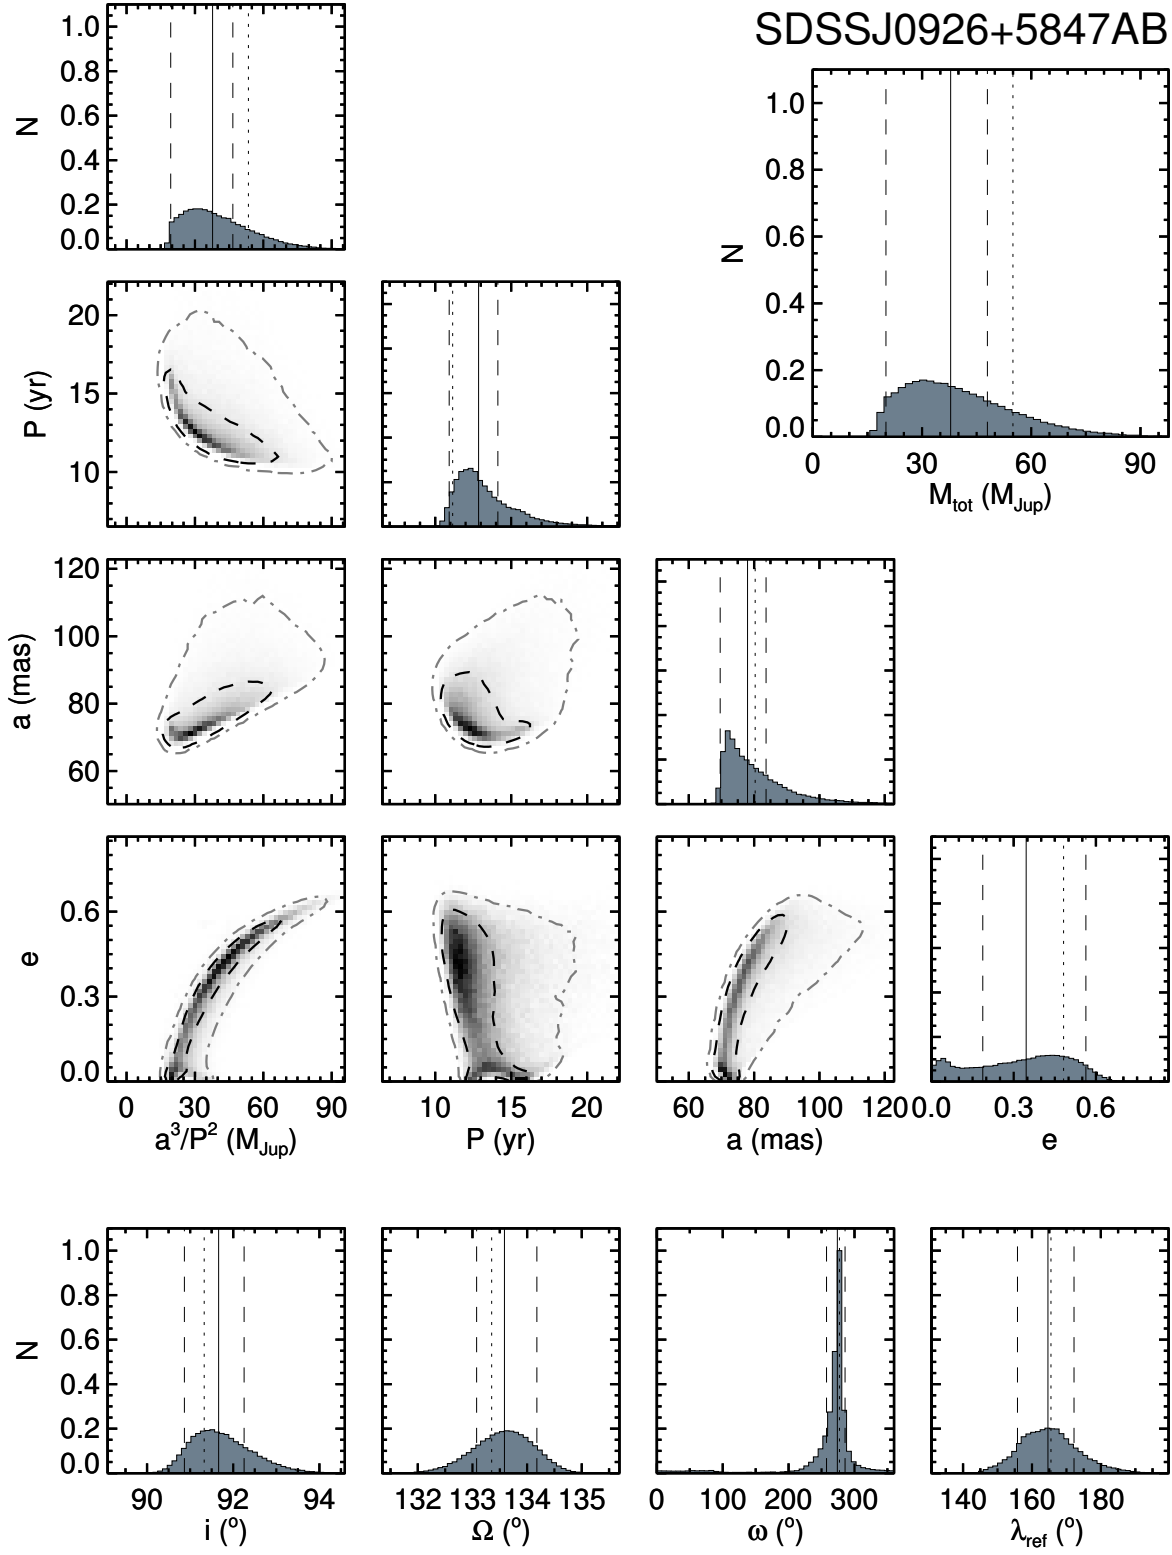 SDSSJ0926+5847AB
1.0
0.8
0.6
0.4
0.2
0.0
N
1.0
0.8
0.6
0.4
0.2
0.0
N
0 30 60 90
M_tot (M_Jup)
20
15
10
P (yr)
120
100
80
60
a (mas)
0.6
0.3
0.0
e
0 30 60 90
a³/P² (M_Jup)
10 15 20
P (yr)
60 80 100 120
a (mas)
0.0 0.3 0.6
e
1.0
0.8
0.6
0.4
0.2
0.0
N
90 92 94
i (°)
132 133 134 135
Ω (°)
0 100 200 300
ω (°)
140 160 180
λ_ref (°)